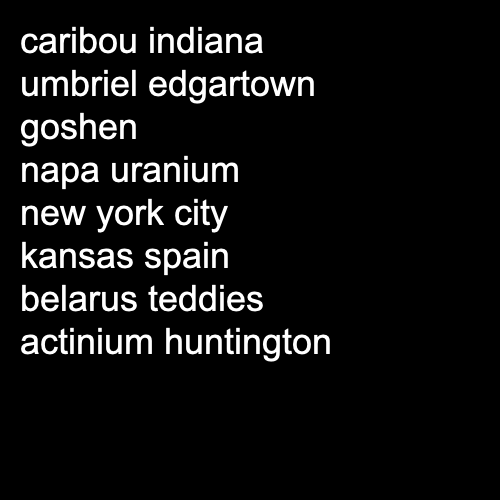 caribou indiana
umbriel edgartown
goshen
napa uranium
new york city
kansas spain
belarus teddies
actinium huntington